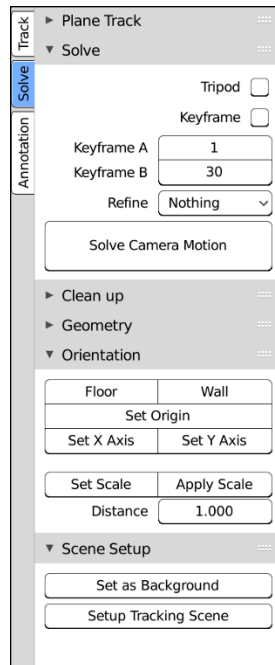 Track
Solve
Annotation
Plane Track
Solve
Tripod
Keyframe
Keyframe A 1
Keyframe B 30
Refine Nothing
Solve Camera Motion
Clean up
Geometry
Orientation
Floor Wall
Set Origin
Set X Axis Set Y Axis
Set Scale Apply Scale
Distance 1.000
Scene Setup
Set as Background
Setup Tracking Scene